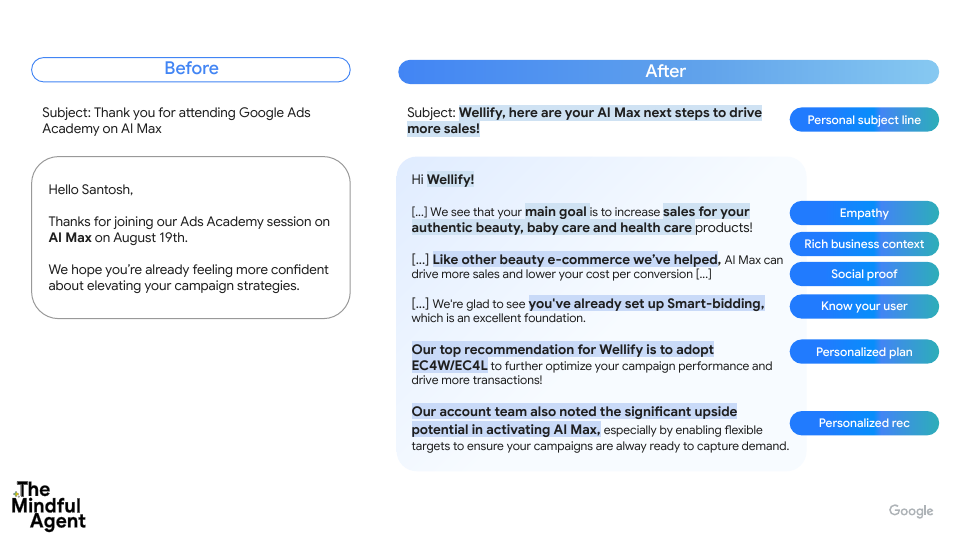 Before
Subject: Thank you for attending Google Ads
Academy on AI Max
Hello Santosh,
Thanks for joining our Ads Academy session on
AI Max on August 19th.
We hope you're already feeling more confident
about elevating your campaign strategies.
After
Subject: Wellify, here are your AI Max next steps to drive
more sales!
Personal subject line
Hi Wellify!
[...] We see that your main goal is to increase sales for your
authentic beauty, baby care and health care products!
Empathy
Rich business context
[...] Like other beauty e-commerce we've helped, AI Max can
drive more sales and lower your cost per conversion [...]
Social proof
[...] We're glad to see you've already set up Smart-bidding,
which is an excellent foundation.
Know your user
Our top recommendation for Wellify is to adopt
EC4W/EC4L to further optimize your campaign performance and
drive more transactions!
Personalized plan
Our account team also noted the significant upside
potential in activating AI Max, especially by enabling flexible
targets to ensure your campaigns are alway ready to capture demand.
Personalized rec
The
Mindful
Agent
Google